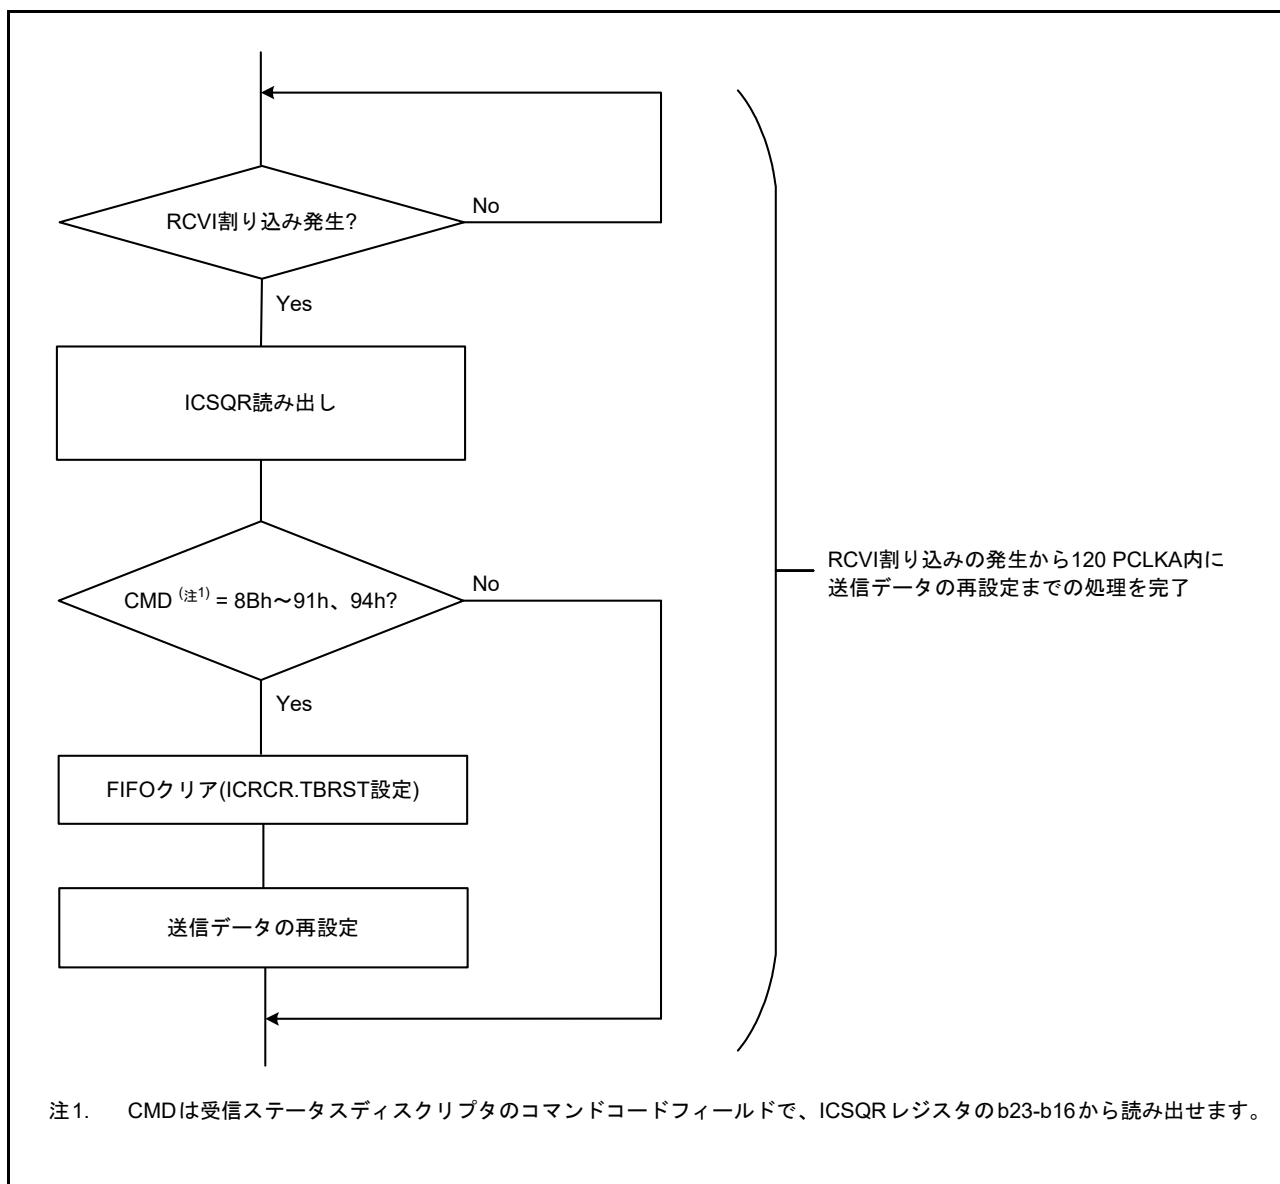 RCVI割り込み発生?
No
Yes
ICSQR読み出し
CMD (注1) = 8Bh～91h、94h?
No
Yes
FIFOクリア(ICRCR.TBRST設定)
送信データの再設定
RCVI割り込みの発生から120 PCLKA内に
送信データの再設定までの処理を完了
注1. CMDは受信ステータスディスクリプタのコマンドコードフィールドで、ICSQRレジスタのb23-b16から読み出せます。